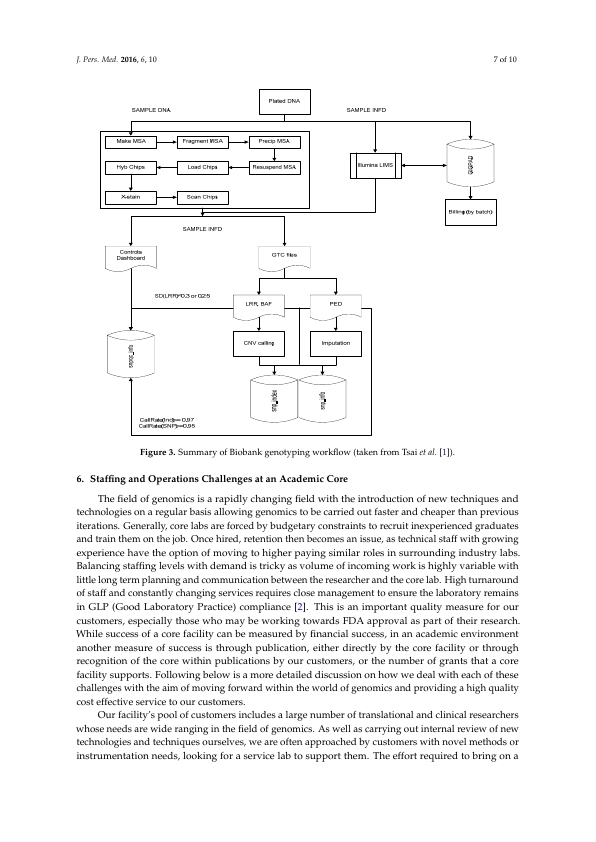 J. Pers. Med. 2016, 6, 10
7 of 10
Plated DNA
SAMPLE DNA
SAMPLE INFO
Make MSA
Fragment MSA
Precip MSA
Hyb Chips
Load Chips
Resuspend MSA
X-stain
Scan Chips
Illumina LIMS
Billing (by batch)
SAMPLE INFO
Controls
Dashboard
GTC files
LRR, BAF
PED
CNV calling
Imputation
CallRate(Ind)>= 0.97
CallRate(SNP)>=0.95
Figure 3. Summary of Biobank genotyping workflow (taken from Tsai et al. [1]).
6. Staffing and Operations Challenges at an Academic Core
The field of genomics is a rapidly changing field with the introduction of new techniques and
technologies on a regular basis allowing genomics to be carried out faster and cheaper than previous
iterations. Generally, core labs are forced by budgetary constraints to recruit inexperienced graduates
and train them on the job. Once hired, retention then becomes an issue, as technical staff with growing
experience have the option of moving to higher paying similar roles in surrounding industry labs.
Balancing staffing levels with demand is tricky as volume of incoming work is highly variable with
little long term planning and communication between the researcher and the core lab. High turnaround
of staff and constantly changing services requires close management to ensure the laboratory remains
in GLP (Good Laboratory Practice) compliance [2]. This is an important quality measure for our
customers, especially those who may be working towards FDA approval as part of their research.
While success of a core facility can be measured by financial success, in an academic environment
another measure of success is through publication, either directly by the core facility or through
recognition of the core within publications by our customers, or the number of grants that a core
facility supports. Following below is a more detailed discussion on how we deal with each of these
challenges with the aim of moving forward within the world of genomics and providing a high quality
cost effective service to our customers.
Our facility's pool of customers includes a large number of translational and clinical researchers
whose needs are wide ranging in the field of genomics. As well as carrying out internal review of new
technologies and techniques ourselves, we are often approached by customers with novel methods or
instrumentation needs, looking for a service lab to support them. The effort required to bring on a